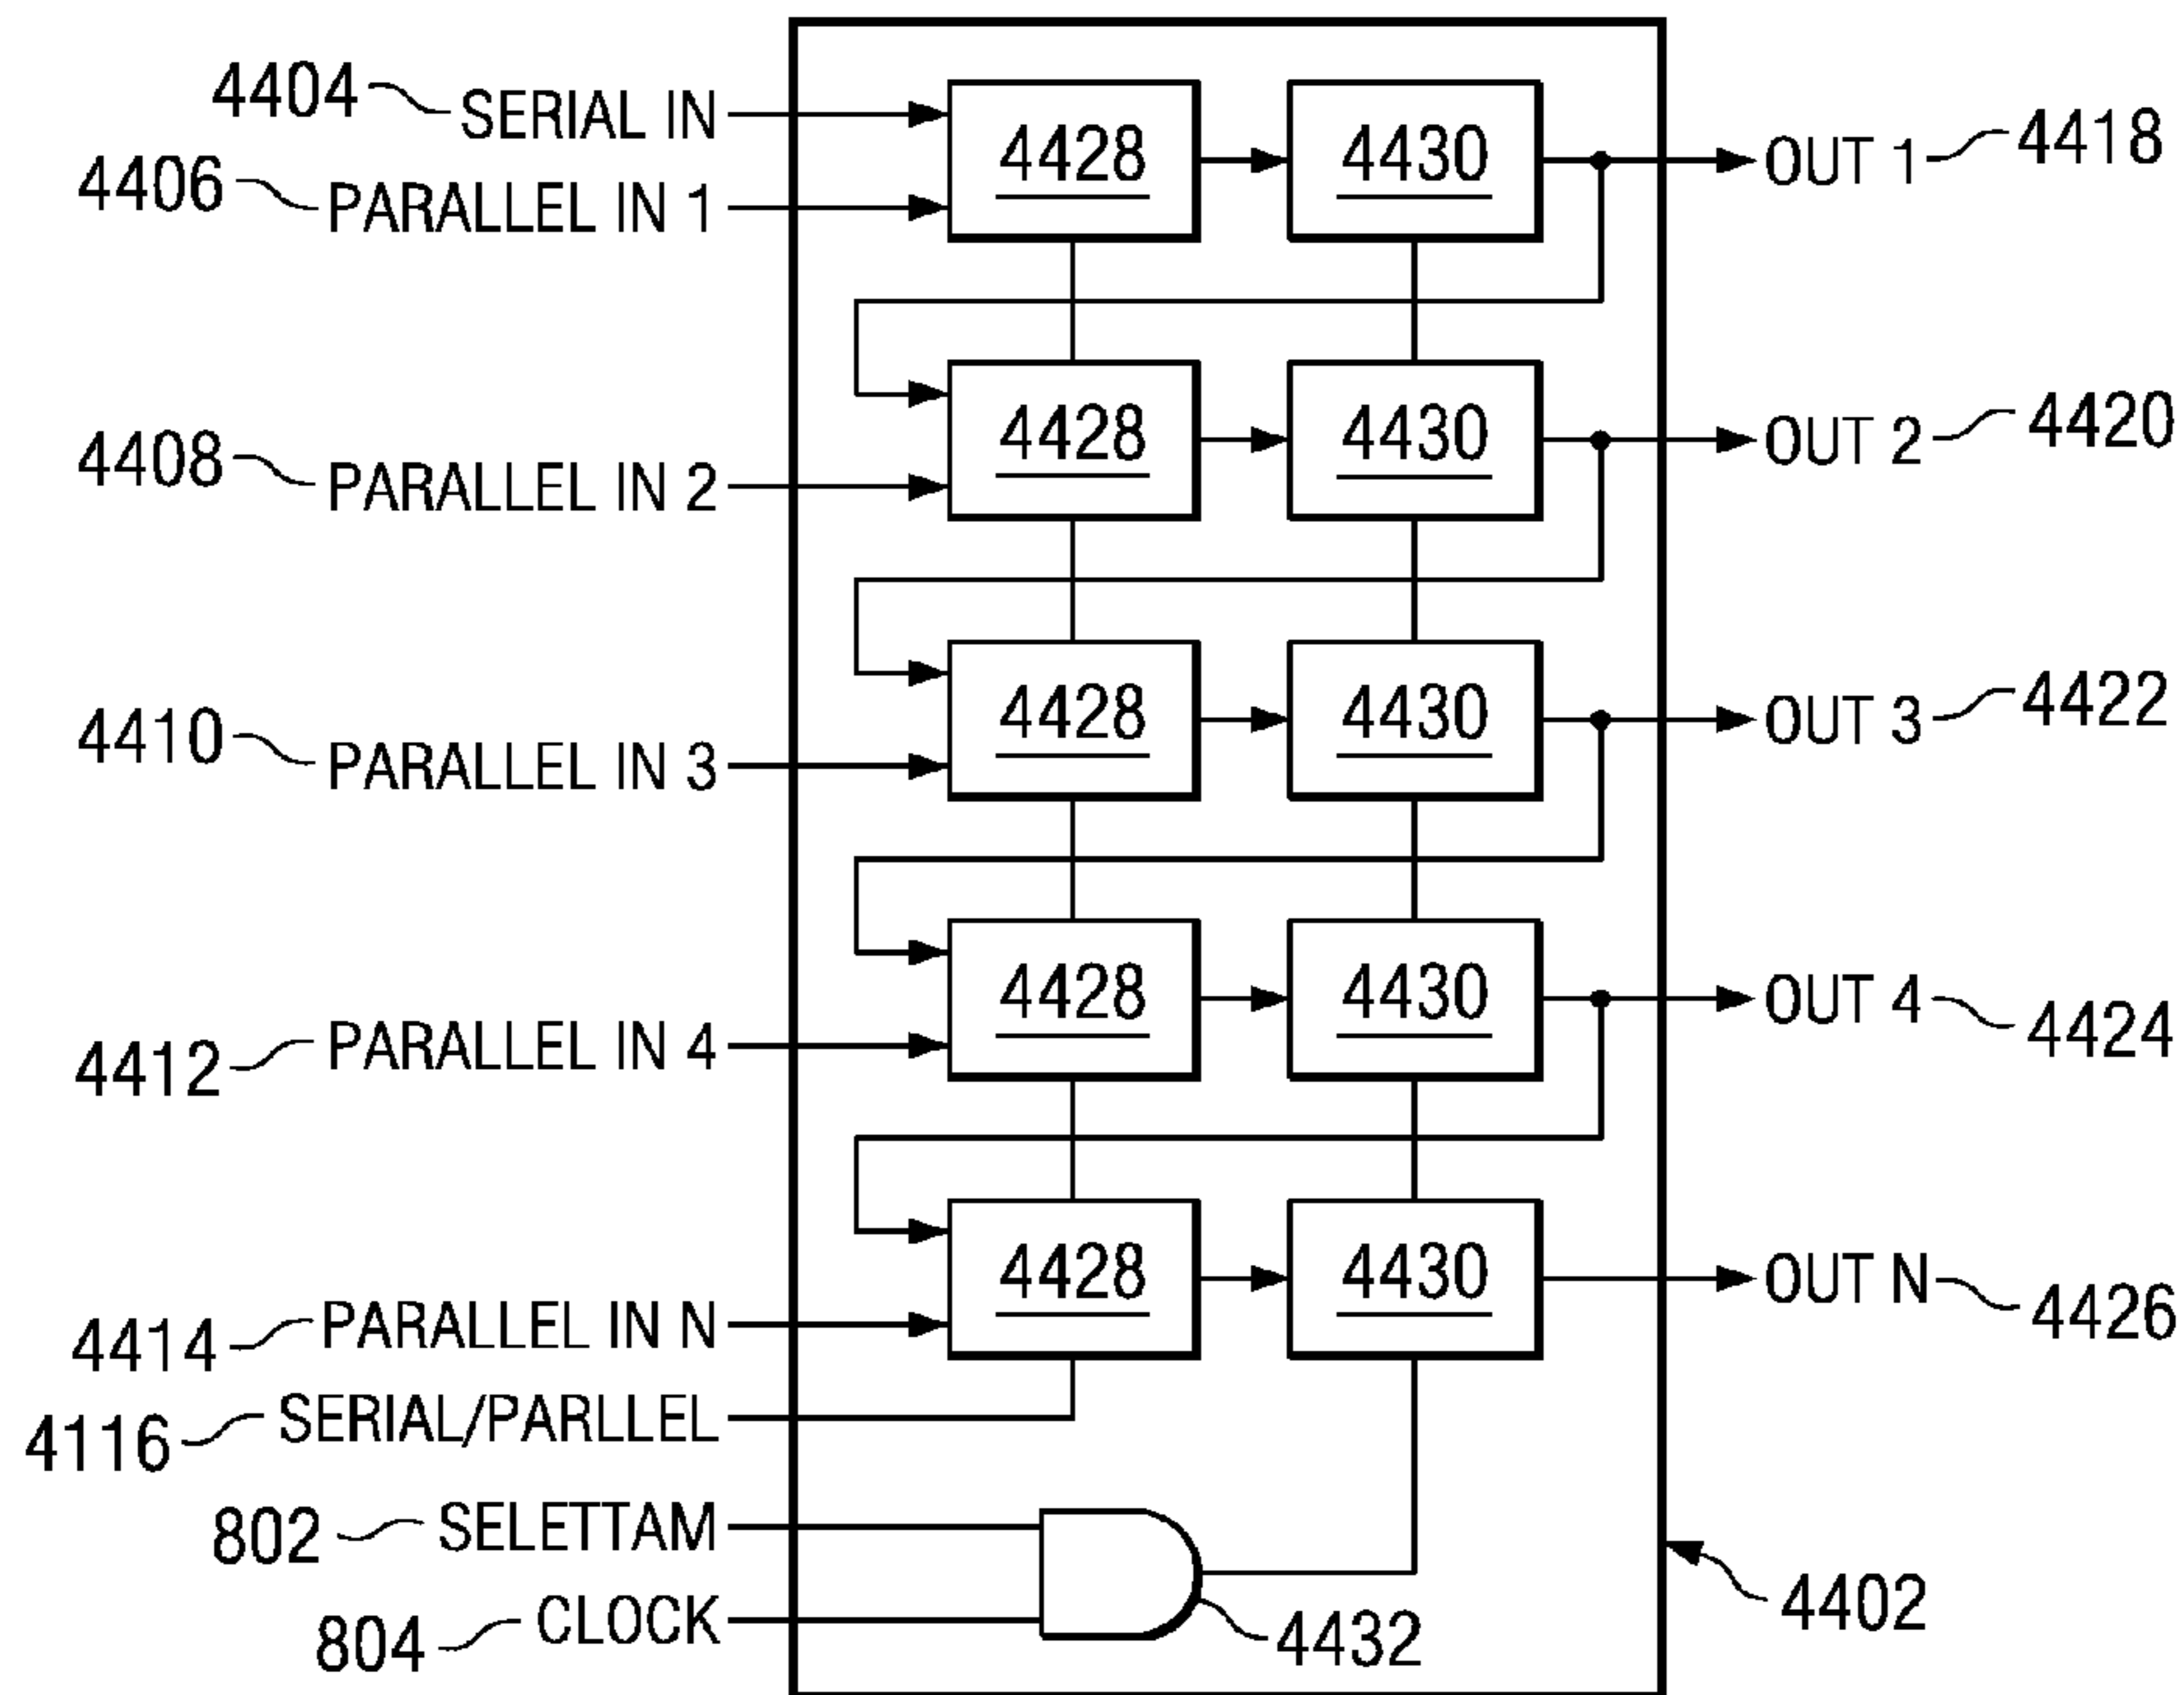 4404 SERIAL IN 4428 4430 OUT 1 4418
4406 PARALLEL IN 1
4408 PARALLEL IN 2 4428 4430 OUT 2 4420
4410 PARALLEL IN 3 4428 4430 OUT 3 4422
4412 PARALLEL IN 4 4428 4430 OUT 4 4424
4414 PARALLEL IN N 4428 4430 OUT N 4426
4116 SERIAL/PARLLEL
802 SELETTAM
804 CLOCK 4432 4402